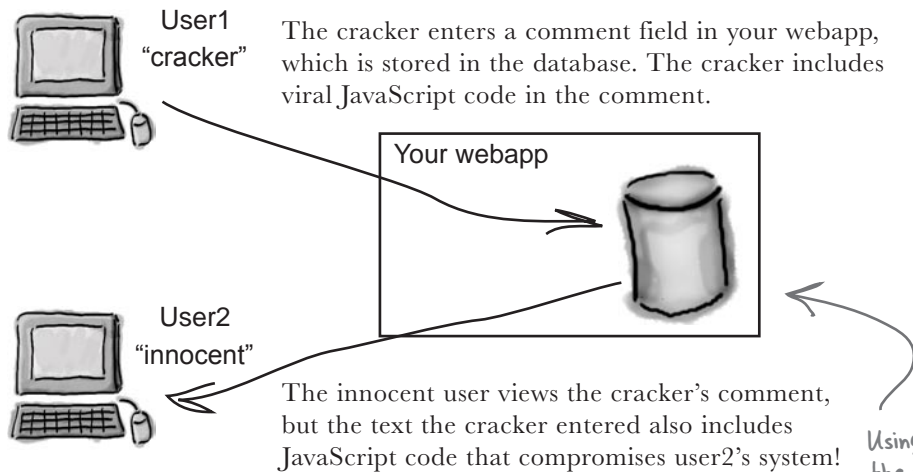 User1
“cracker”
The cracker enters a comment field in your webapp,
which is stored in the database. The cracker includes
viral JavaScript code in the comment.
Your webapp
User2
“innocent”
The innocent user views the cracker’s comment,
but the text the cracker entered also includes
JavaScript code that compromises user2’s system!
Using
the